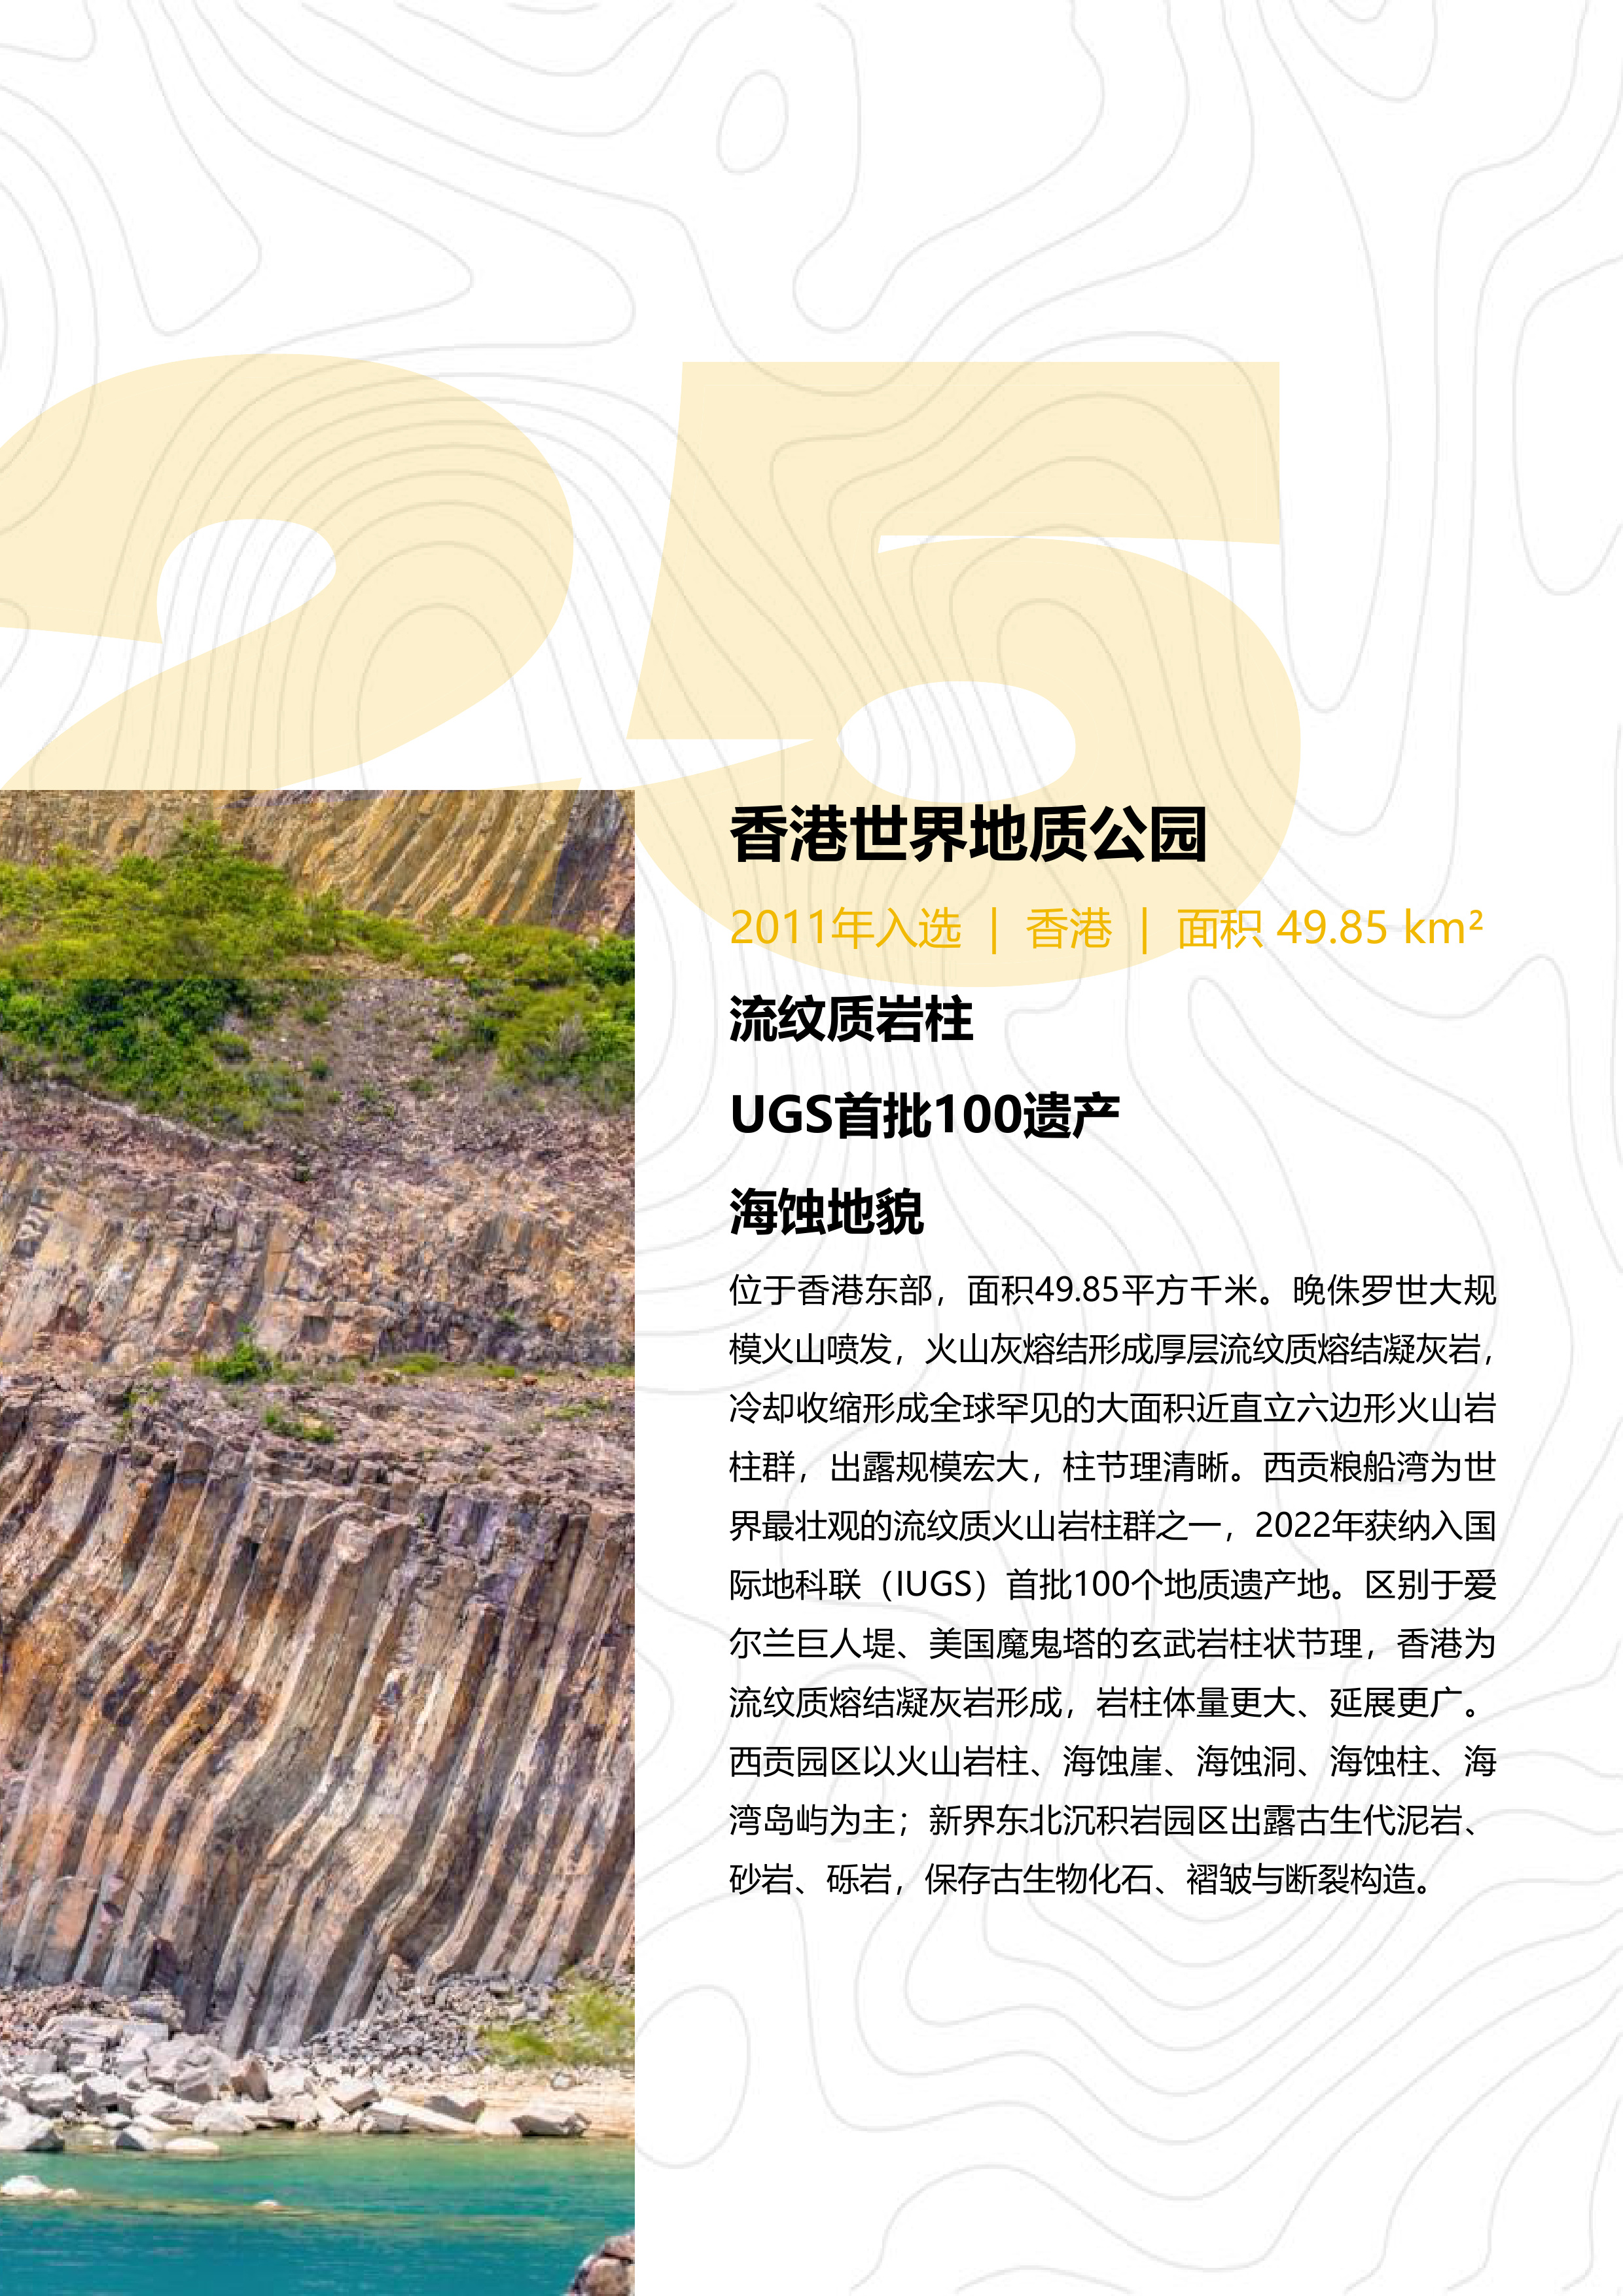 25
香港世界地质公园
2011年入选 | 香港 | 面积 49.85 km²
流纹质岩柱
UGS首批100遗产
海蚀地貌
位于香港东部，面积49.85平方千米。晚侏罗世大规
模火山喷发，火山灰熔结形成厚层流纹质熔结凝灰岩，
冷却收缩形成全球罕见的大面积近直立六边形火山岩
柱群，出露规模宏大，柱节理清晰。西贡粮船湾为世
界最壮观的流纹质火山岩柱群之一，2022年获纳入国
际地科联（IUGS）首批100个地质遗产地。区别于爱
尔兰巨人堤、美国魔鬼塔的玄武岩柱状节理，香港为
流纹质熔结凝灰岩形成，岩柱体量更大、延展更广。
西贡园区以火山岩柱、海蚀崖、海蚀洞、海蚀柱、海
湾岛屿为主；新界东北沉积岩园区出露古生代泥岩、
砂岩、砾岩，保存古生物化石、褶皱与断裂构造。